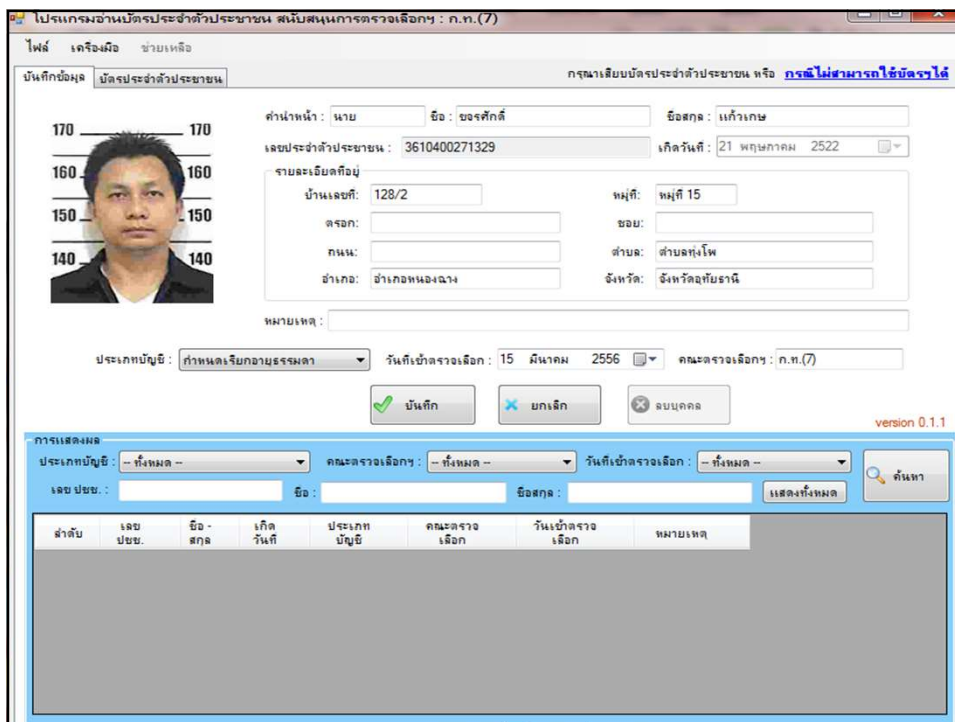 โปรแกรมอ่านบัตรประจำตัวประชาชน สนับสนุนการตรวจเลือกฯ : ก.ท.(7)
ไฟล์ เครื่องมือ ช่วยเหลือ
บันทึกข้อมูล บัตรประจำตัวประชาชน กรุณาเสียบบัตรประจำตัวประชาชน หรือ กรณีไม่สามารถใช้บัตรฯได้
คำนำหน้า : นาย ชื่อ : ขจรศักดิ์ ชื่อสกุล : แก้วเกษ
170 170
เลขประจำตัวประชาชน : 3610400271329 เกิดวันที่ : 21 พฤษภาคม 2522
160 160
รายละเอียดที่อยู่
บ้านเลขที่: 128/2 หมู่ที่: หมู่ที่ 15
150 150
ตรอก: ซอย:
ถนน: ตำบล: ตำบลทุ่งโพ
140 140
อำเภอ: อำเภอหนองฉาง จังหวัด: จังหวัดอุทัยธานี
หมายเหตุ :
ประเภทบัญชี : กำหนดเรียกอายุธรรมดา วันที่เข้าตรวจเลือก : 15 มีนาคม 2556 คณะตรวจเลือกฯ : ก.ท.(7)
บันทึก ยกเลิก ลบบุคคล
version 0.1.1
การแสดงผล
ประเภทบัญชี : -- ทั้งหมด -- คณะตรวจเลือกฯ : -- ทั้งหมด -- วันที่เข้าตรวจเลือก : -- ทั้งหมด --
ค้นหา
เลข ปชช. : ชื่อ : ชื่อสกุล : แสดงทั้งหมด
ลำดับ เลข ปชช. ชื่อ - สกุล เกิดวันที่ ประเภทบัญชี คณะตรวจเลือก วันเข้าตรวจเลือก หมายเหตุ